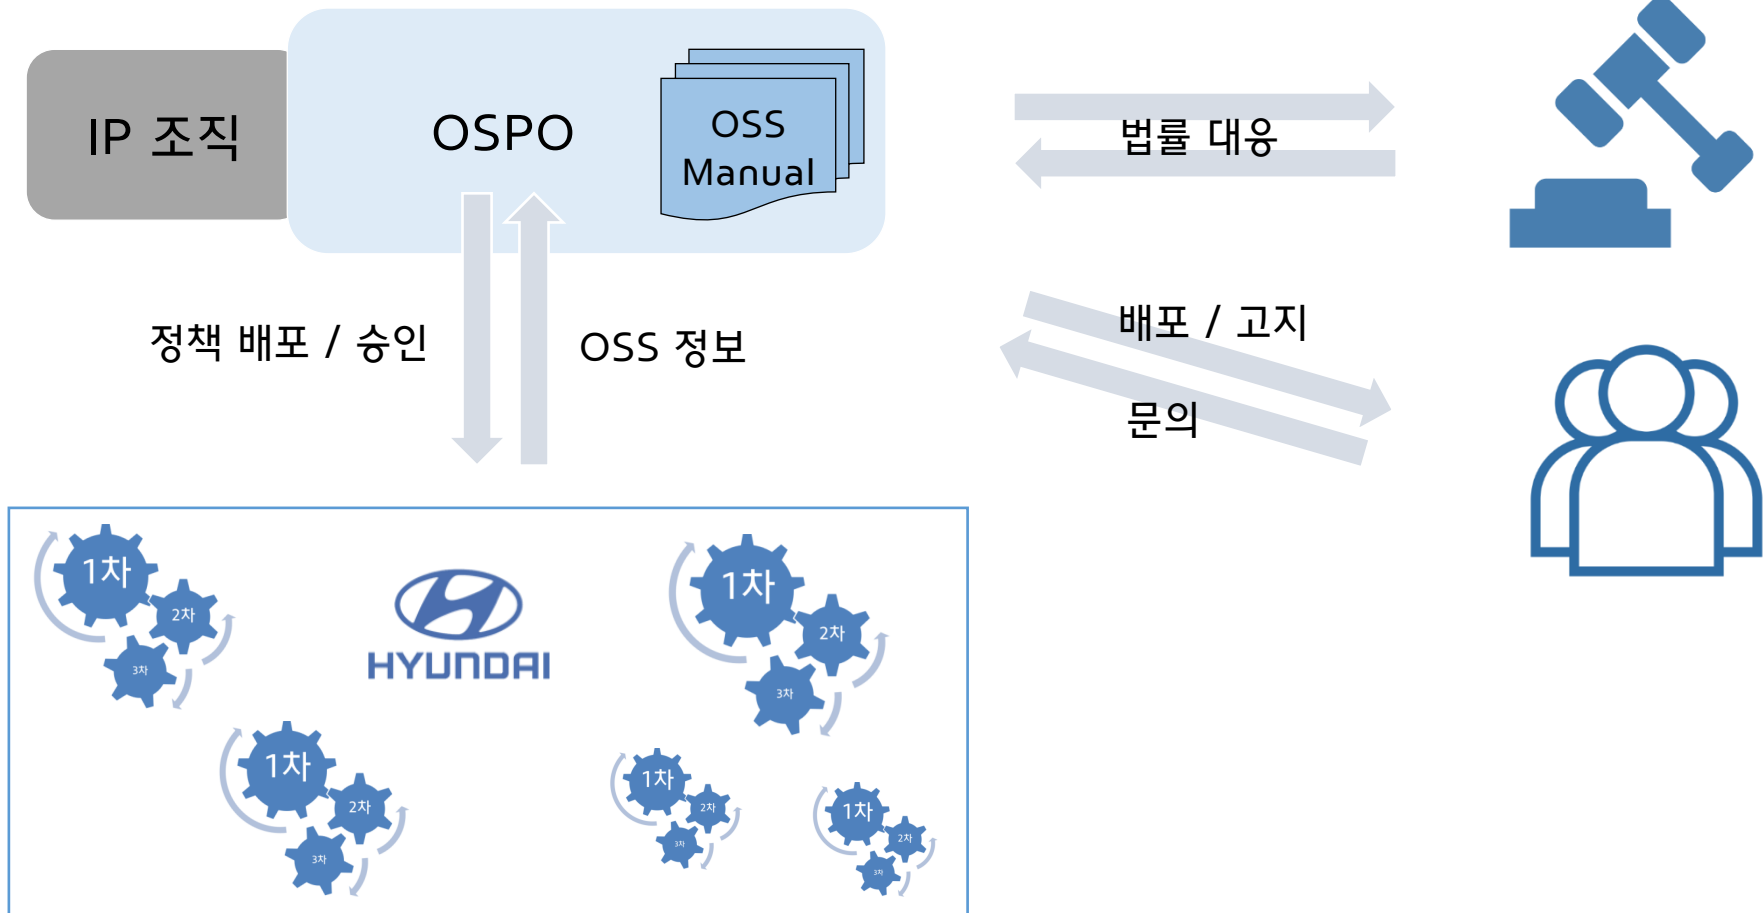 IP 조직
OSPO
OSS
Manual
법률 대응
정책 배포 / 승인
OSS 정보
배포 / 고지
문의
1차
2차
3차
HYUNDAI
1차
2차
3차
1차
2차
3차
1차
2차
3차
1차
2차
3차